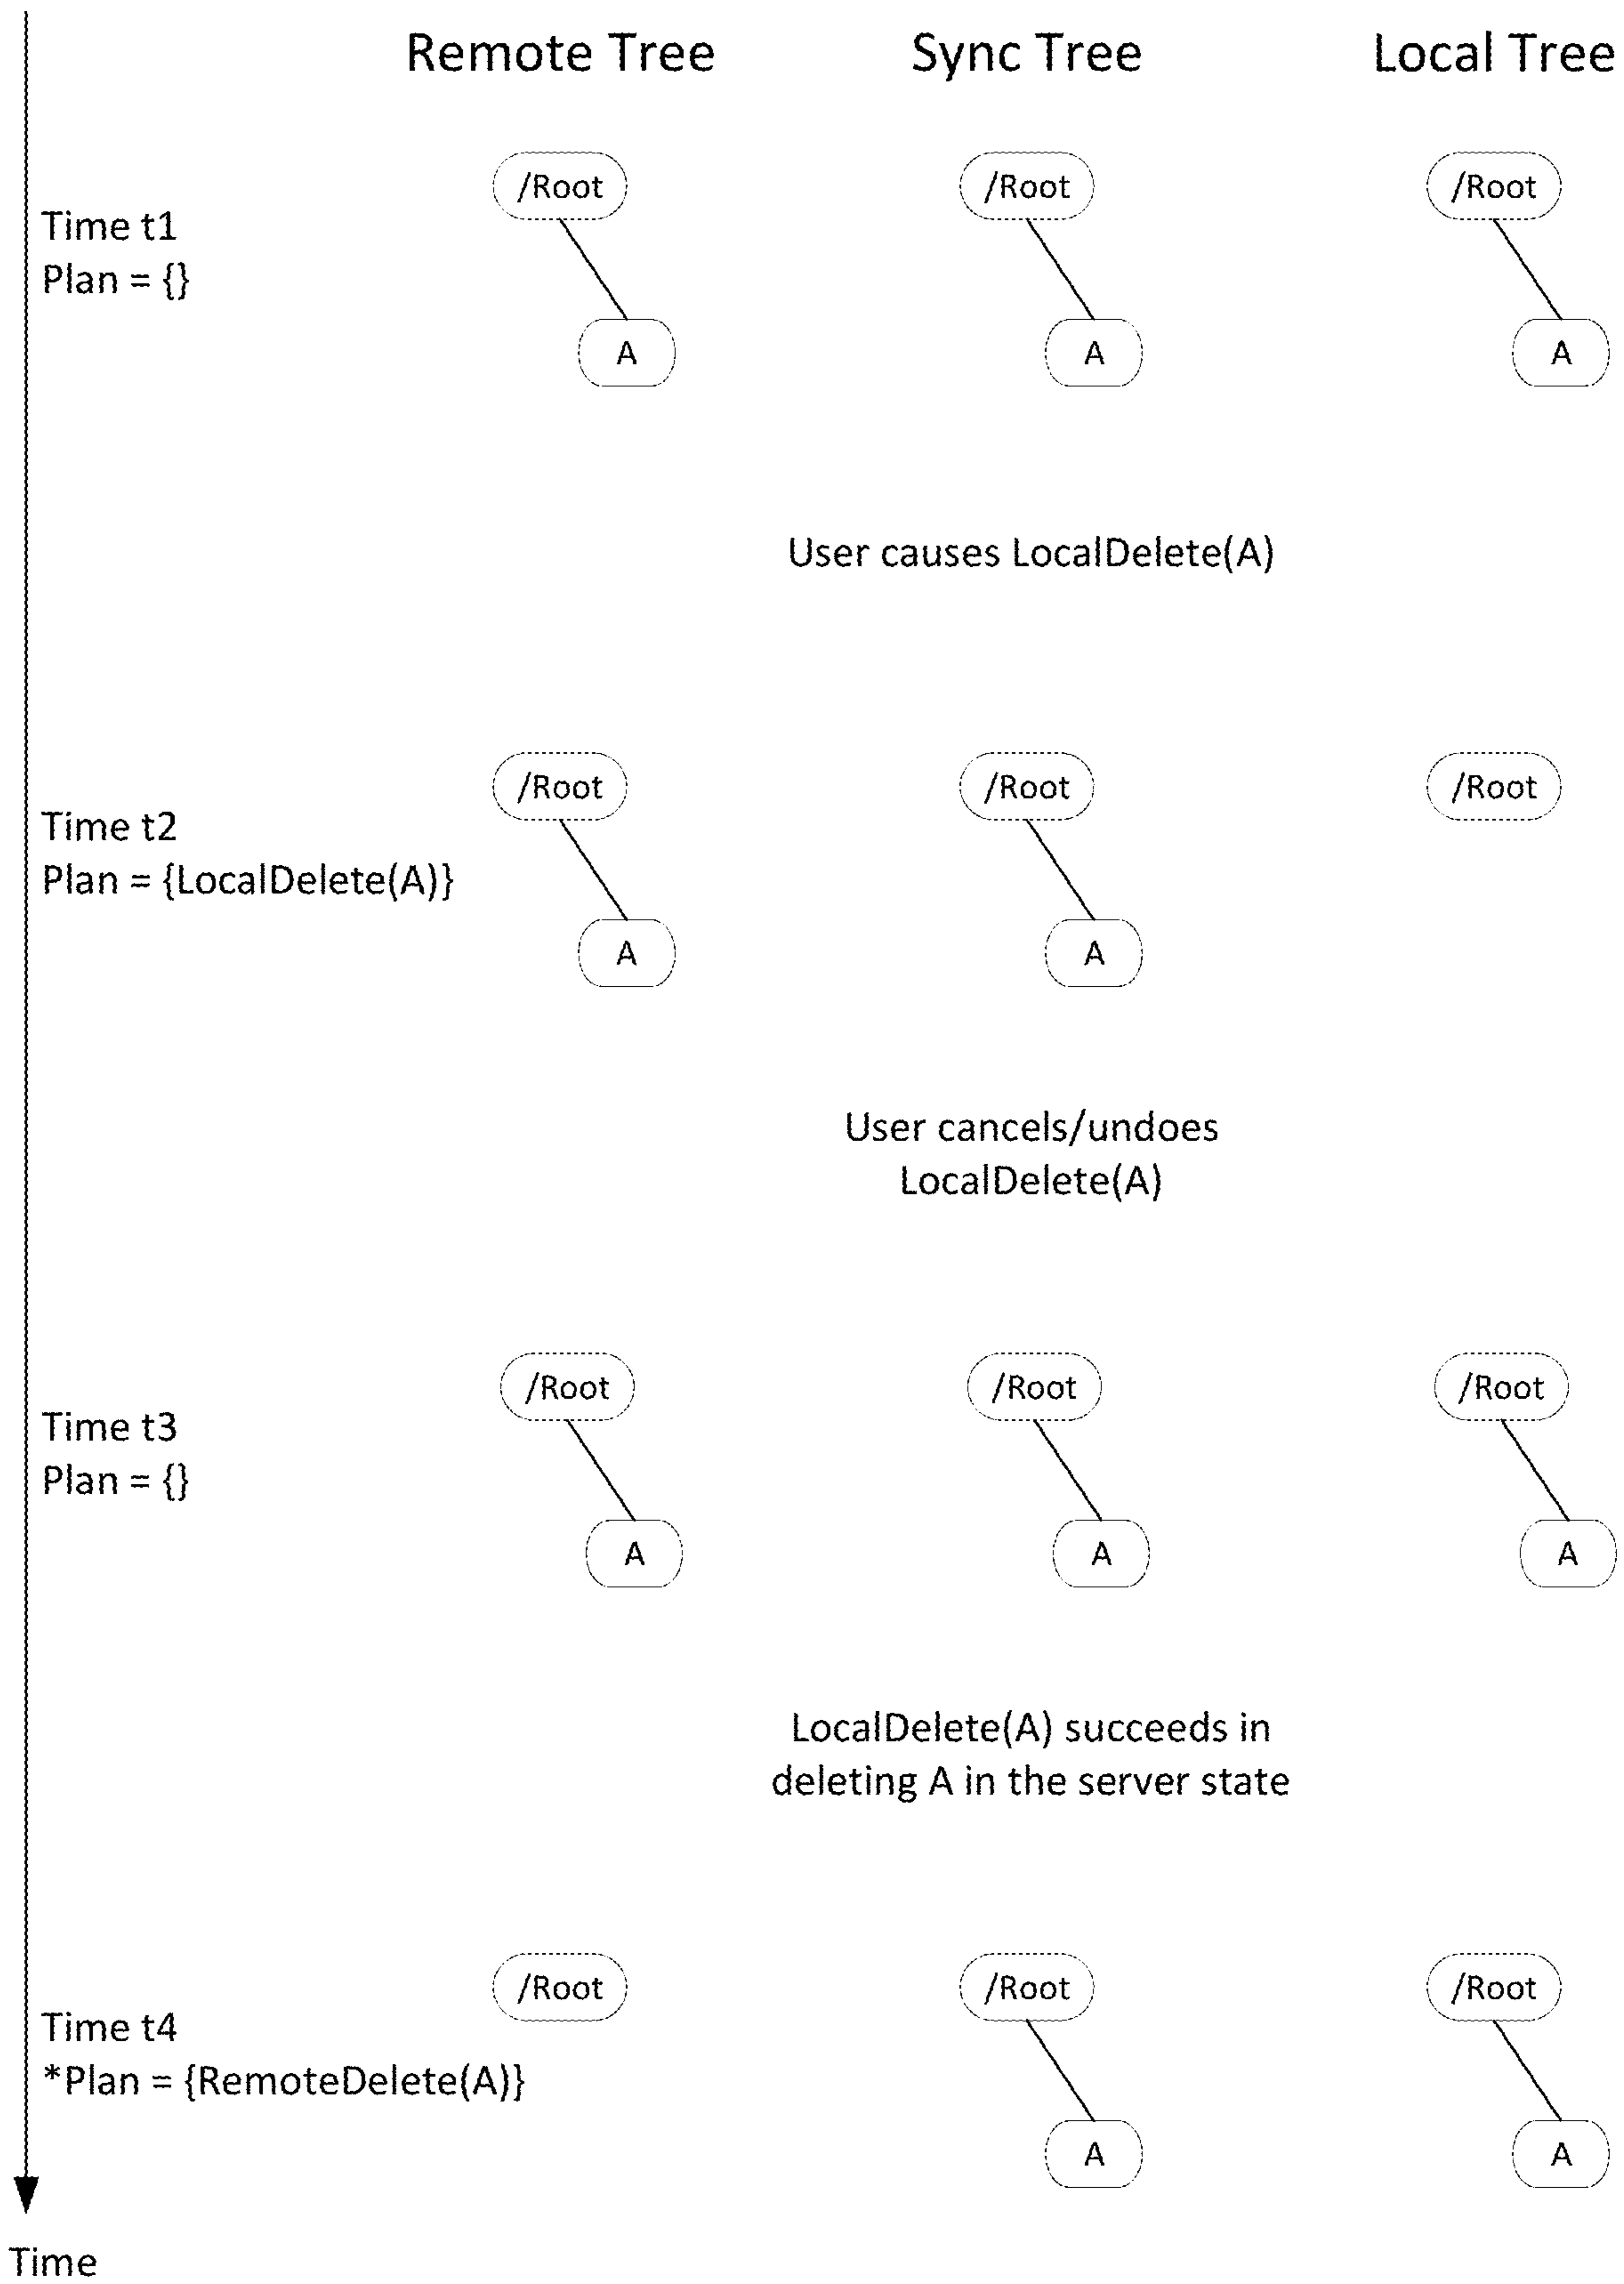 Remote Tree
Sync Tree
Local Tree
/Root
/Root
/Root
Time t1
Plan = {}
A
A
A
User causes LocalDelete(A)
/Root
/Root
/Root
Time t2
Plan = {LocalDelete(A)}
A
A
User cancels/undoes
LocalDelete(A)
/Root
/Root
/Root
Time t3
Plan = {}
A
A
A
LocalDelete(A) succeeds in
deleting A in the server state
/Root
/Root
/Root
Time t4
*Plan = {RemoteDelete(A)}
A
A
Time